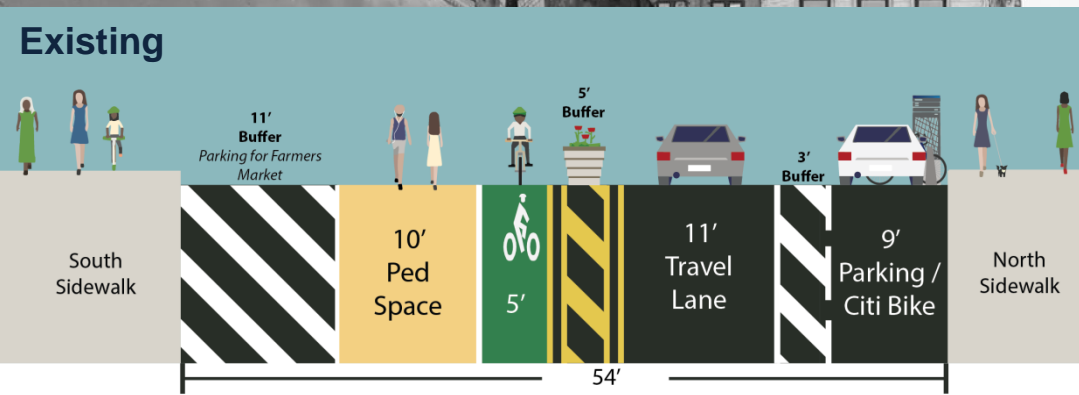 Existing
11’
Buffer
Parking for Farmers
Market
5’
Buffer
3’
Buffer
South
Sidewalk
10’
Ped
Space
5’
11’
Travel
Lane
9’
Parking /
Citi Bike
North
Sidewalk
54’